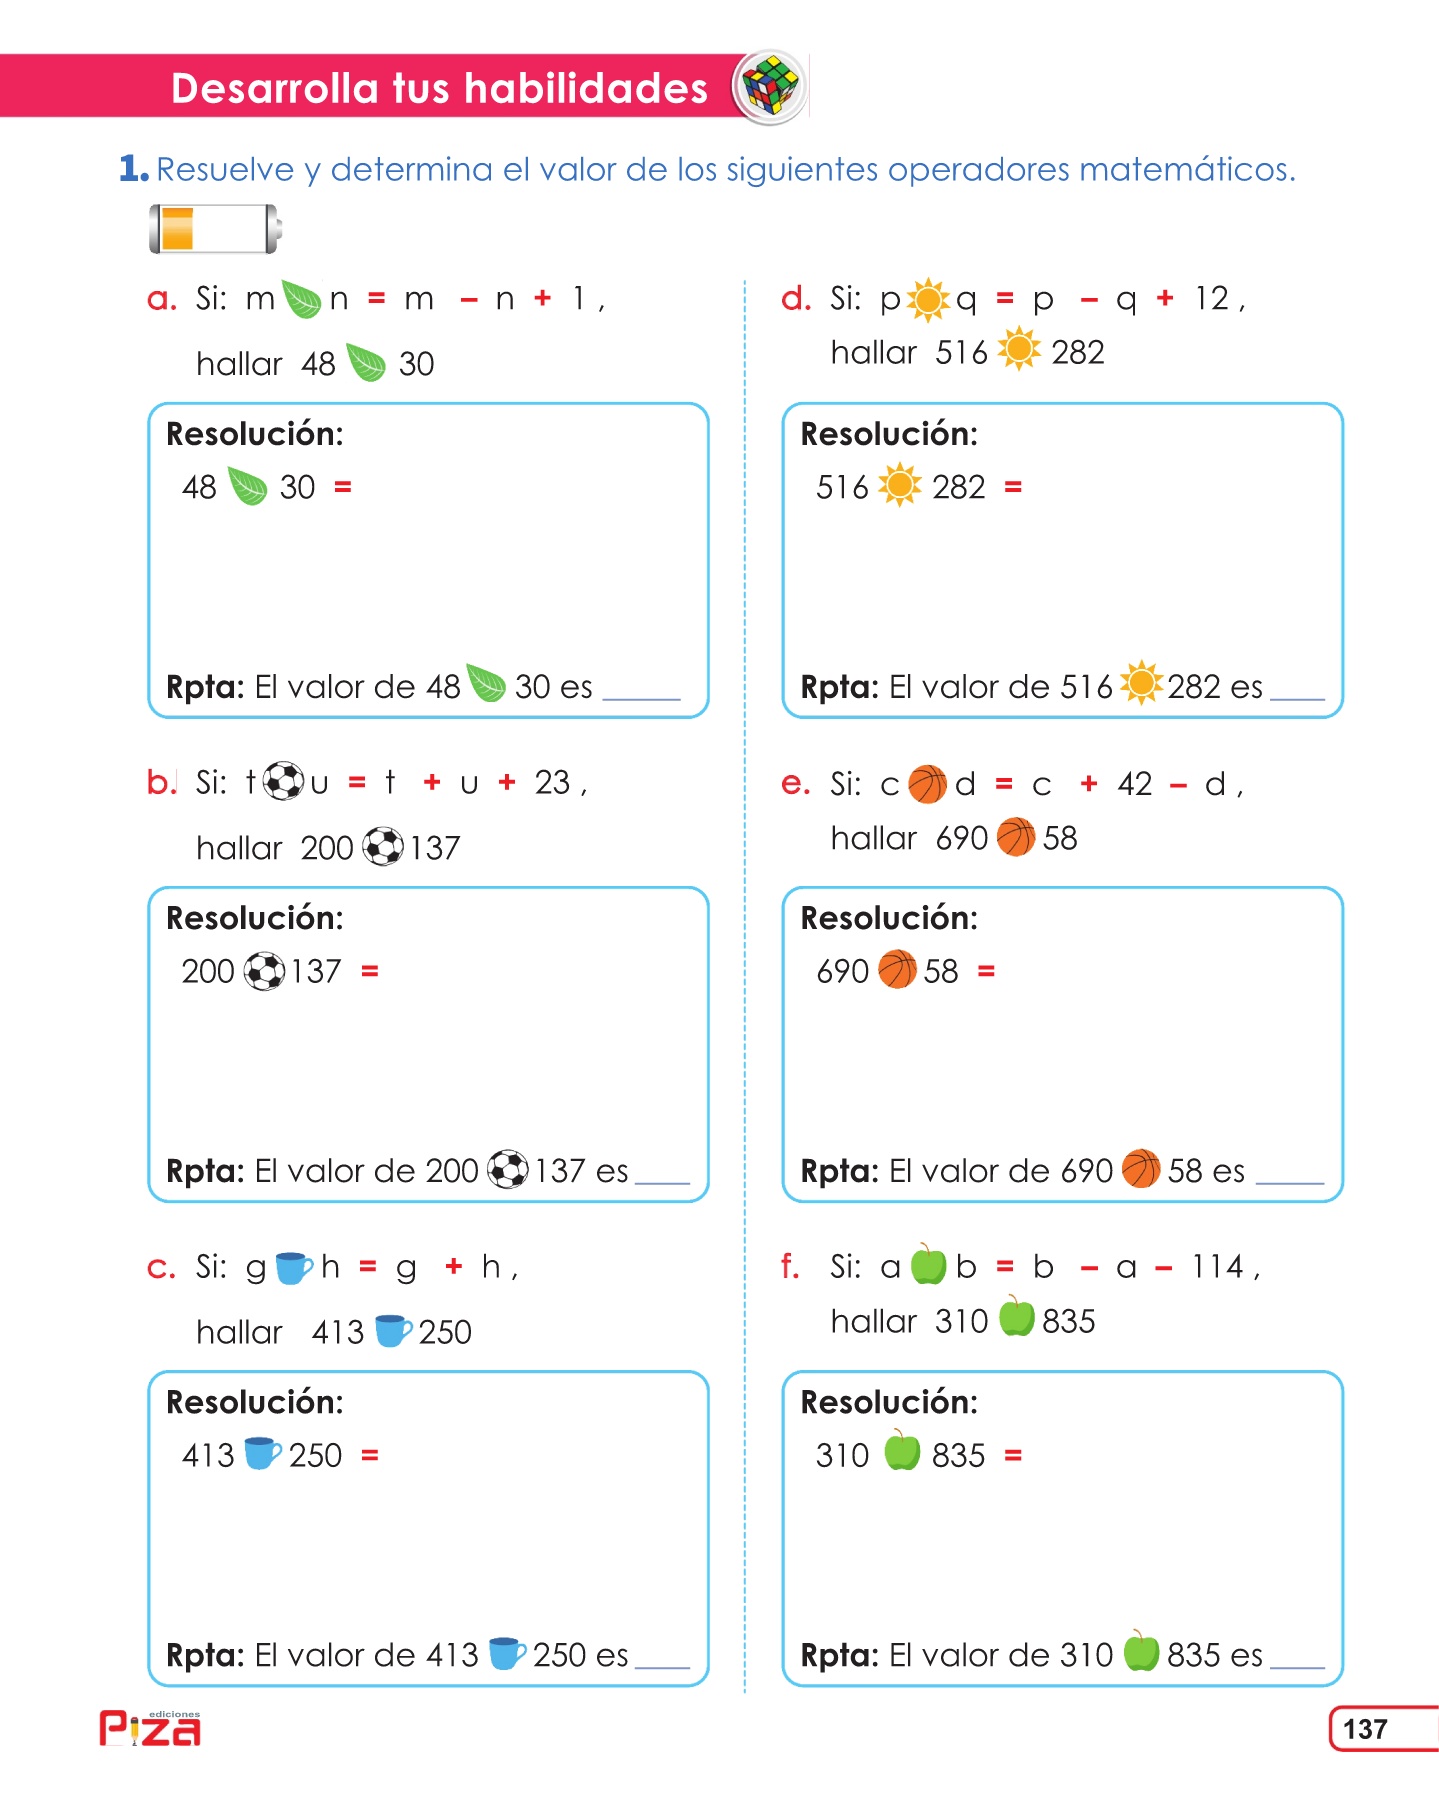 Desarrolla tus habilidades
1. Resuelve y determina el valor de los siguientes operadores matemáticos.
a. Si: m n = m - n + 1 ,
hallar 48 30
Resolución:
48 30 =
Rpta: El valor de 48 30 es ____
b. Si: t u = t + u + 23 ,
hallar 200 137
Resolución:
200 137 =
Rpta: El valor de 200 137 es ____
c. Si: g h = g + h ,
hallar 413 250
Resolución:
413 250 =
Rpta: El valor de 413 250 es ____
d. Si: p q = p - q + 12 ,
hallar 516 282
Resolución:
516 282 =
Rpta: El valor de 516 282 es ____
e. Si: c d = c + 42 - d ,
hallar 690 58
Resolución:
690 58 =
Rpta: El valor de 690 58 es ____
f. Si: a b = b - a - 114 ,
hallar 310 835
Resolución:
310 835 =
Rpta: El valor de 310 835 es ____
ediciones
Piza
137